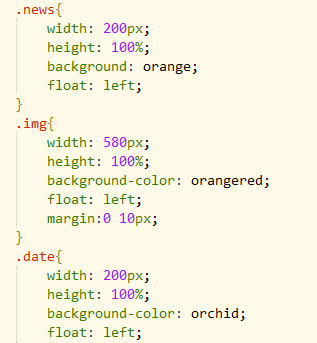 .news{
    width: 200px;
    height: 100%;
    background: orange;
    float: left;
}
.img{
    width: 580px;
    height: 100%;
    background-color: orangered;
    float: left;
    margin:0 10px;
}
.date{
    width: 200px;
    height: 100%;
    background-color: orchid;
    float: left;